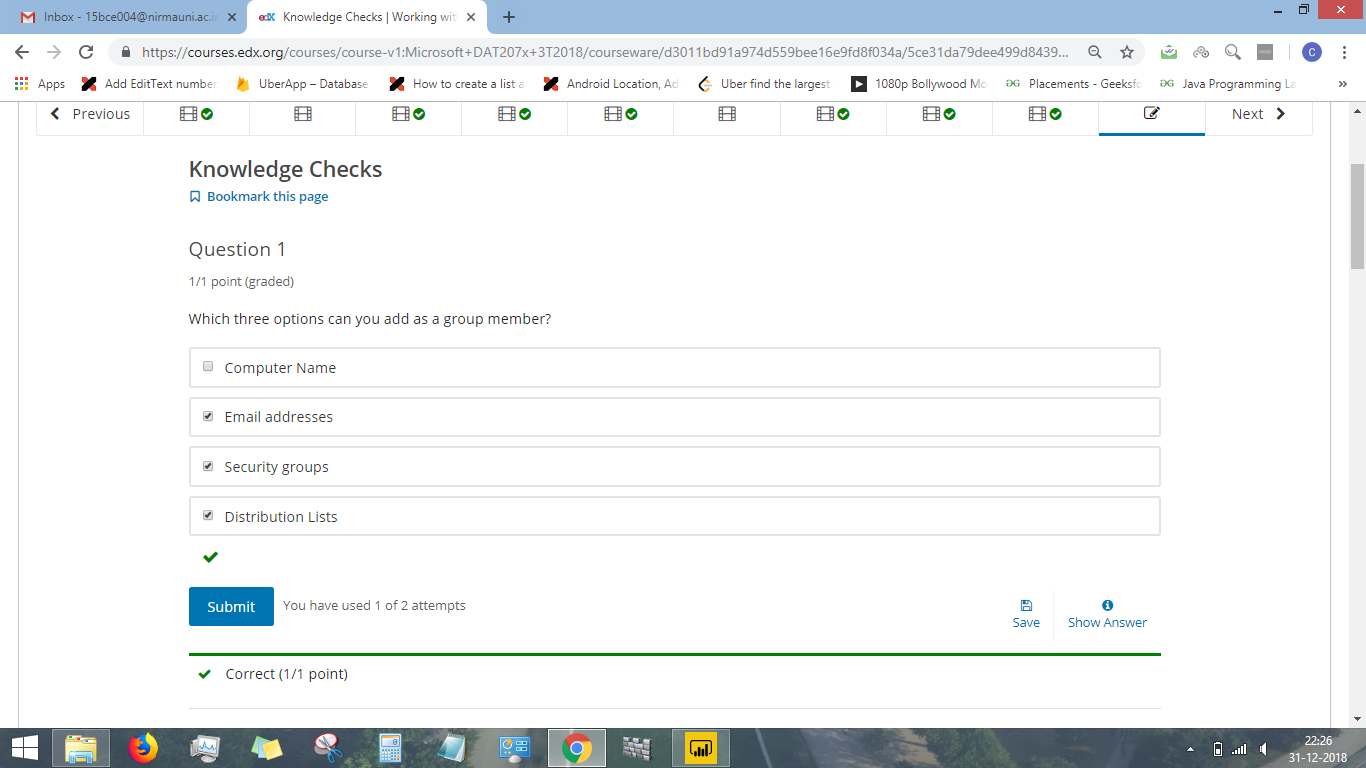 Inbox - 15bce004@nirmauni.ac.i
edX Knowledge Checks | Working wit
https://courses.edx.org/courses/course-v1:Microsoft+DAT207x+3T2018/courseware/d3011bd91a974d559bee16e9fd8f034a/5ce31da79dee499d8439...
C
Apps Add EditText number UberApp – Database How to create a list a Android Location, Ad Uber find the largest 1080p Bollywood Mo Placements - Geeksfo Java Programming La »
Previous Next
Knowledge Checks
Bookmark this page
Question 1
1/1 point (graded)
Which three options can you add as a group member?
Computer Name
Email addresses
Security groups
Distribution Lists
Submit You have used 1 of 2 attempts
Save Show Answer
Correct (1/1 point)
22:26
31-12-2018